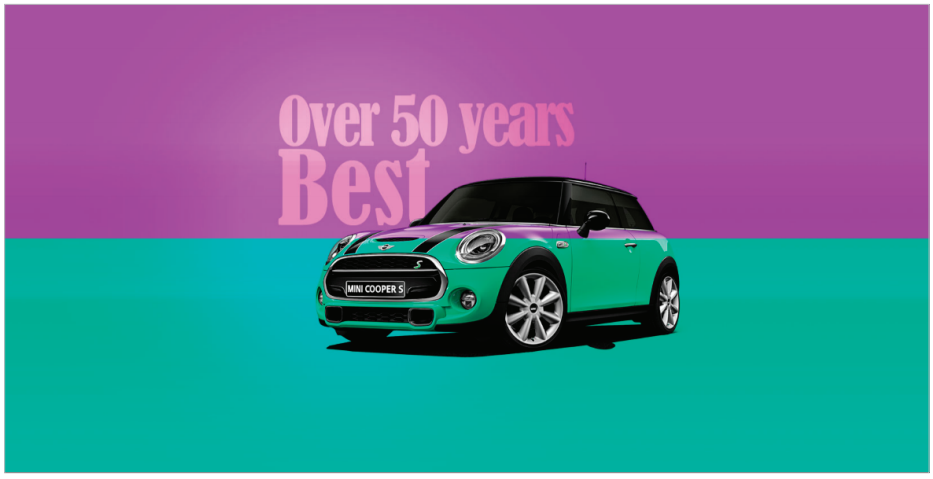 Over 50 years
Best
S
MINI COOPER S